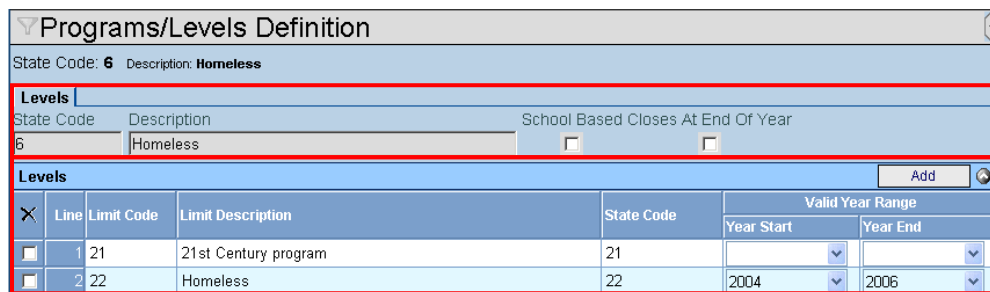 Programs/Levels Definition
State Code: 6 Description: Homeless
Levels
State Code Description School Based Closes At End Of Year
6 Homeless
Levels Add
Valid Year Range
X Line Limit Code Limit Description State Code Year Start Year End
1 21 21st Century program 21
2 22 Homeless 22 2004 2006